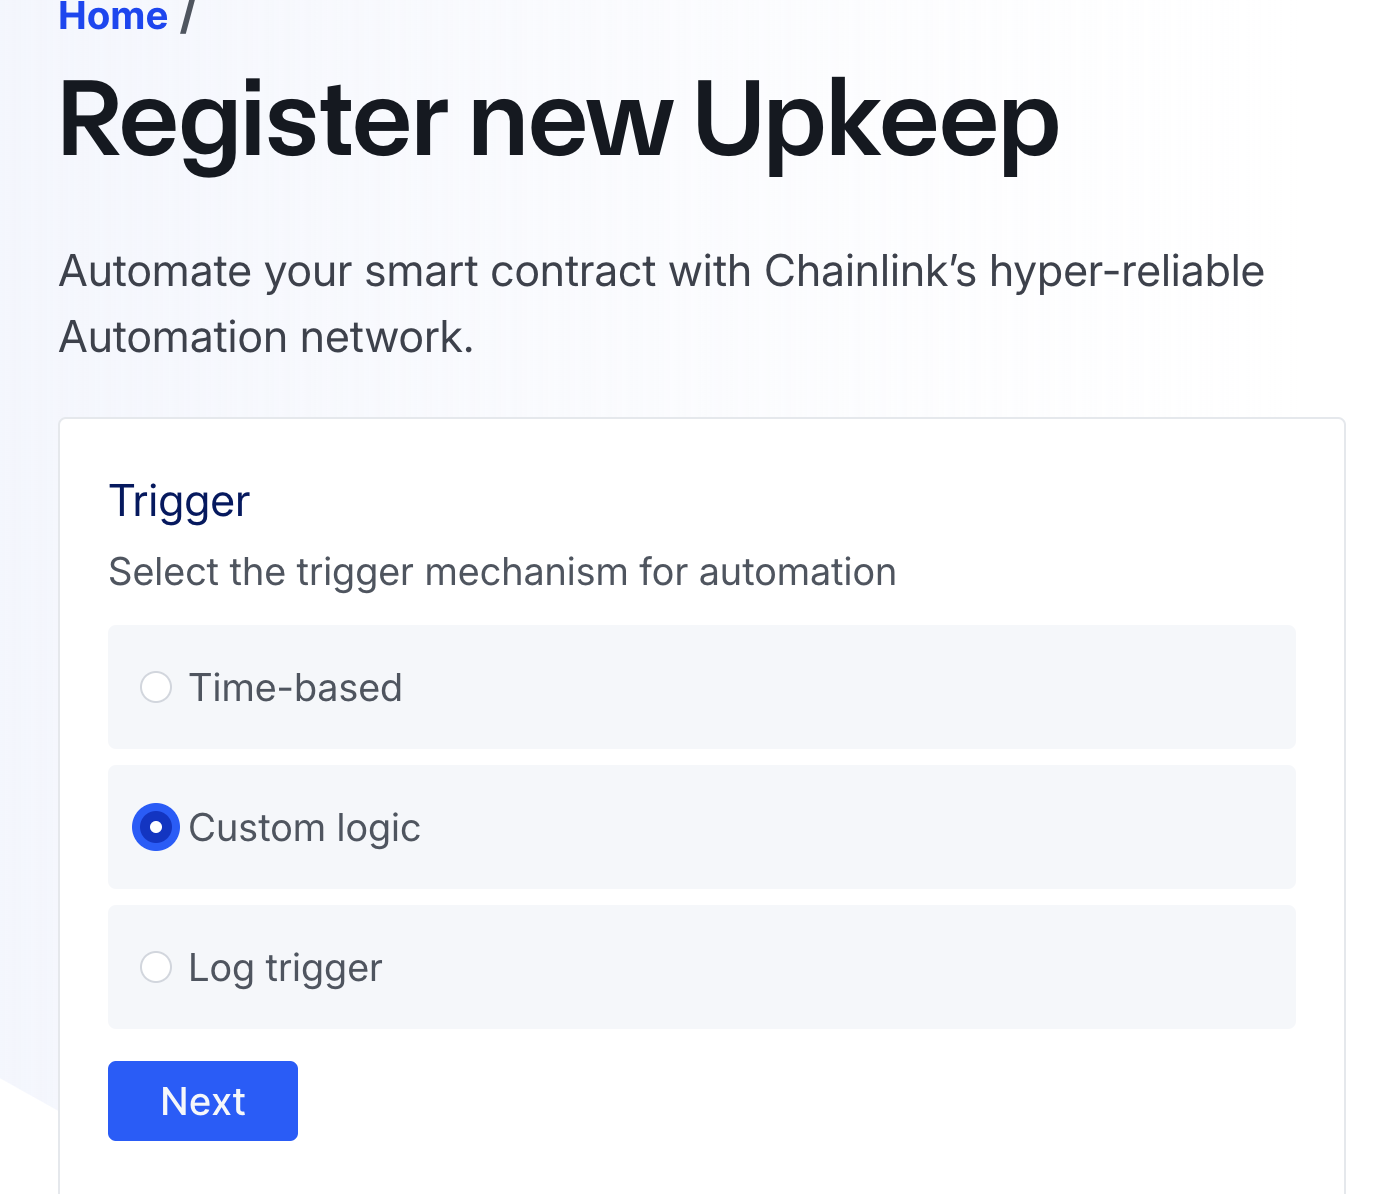 Home /
Register new Upkeep
Automate your smart contract with Chainlink’s hyper-reliable
Automation network.
Trigger
Select the trigger mechanism for automation
Time-based
Custom logic
Log trigger
Next